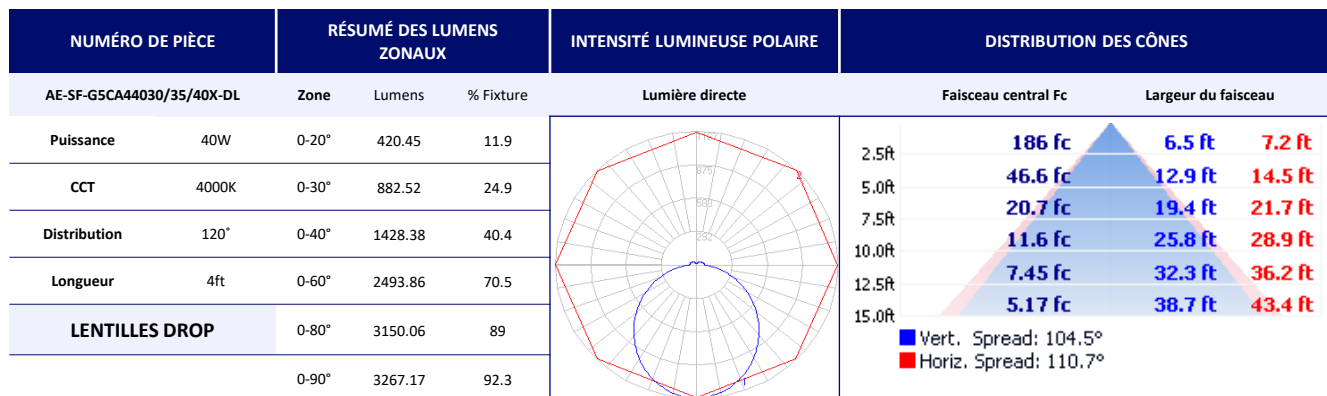 NUMÉRO DE PIÈCE
RÉSUMÉ DES LUMENS
ZONAUX
INTENSITÉ LUMINEUSE POLAIRE
DISTRIBUTION DES CÔNES
AE-SF-G5CA44030/35/40X-DL
Zone Lumens % Fixture
Lumière directe
Faisceau central Fc Largeur du faisceau
Puissance 40W
0-20° 420.45 11.9
CCT 4000K
0-30° 882.52 24.9
Distribution 120°
0-40° 1428.38 40.4
Longueur 4ft
0-60° 2493.86 70.5
LENTILLES DROP
0-80° 3150.06 89
0-90° 3267.17 92.3
875
583
292
2
1
2.5ft 186 fc 6.5 ft 7.2 ft
5.0ft 46.6 fc 12.9 ft 14.5 ft
7.5ft 20.7 fc 19.4 ft 21.7 ft
10.0ft 11.6 fc 25.8 ft 28.9 ft
12.5ft 7.45 fc 32.3 ft 36.2 ft
15.0ft 5.17 fc 38.7 ft 43.4 ft
Vert. Spread: 104.5°
Horiz. Spread: 110.7°